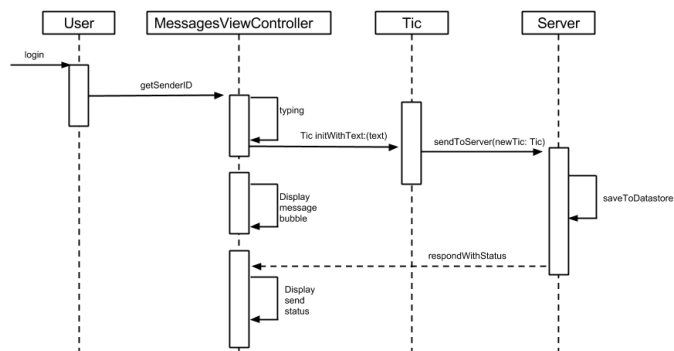 User
MessagesViewController
Tic
Server
login
getSenderID
typing
Tic initWithText:(text)
sendToServer(newTic: Tic)
Display
message
bubble
saveToDatastore
respondWithStatus
Display
send
status